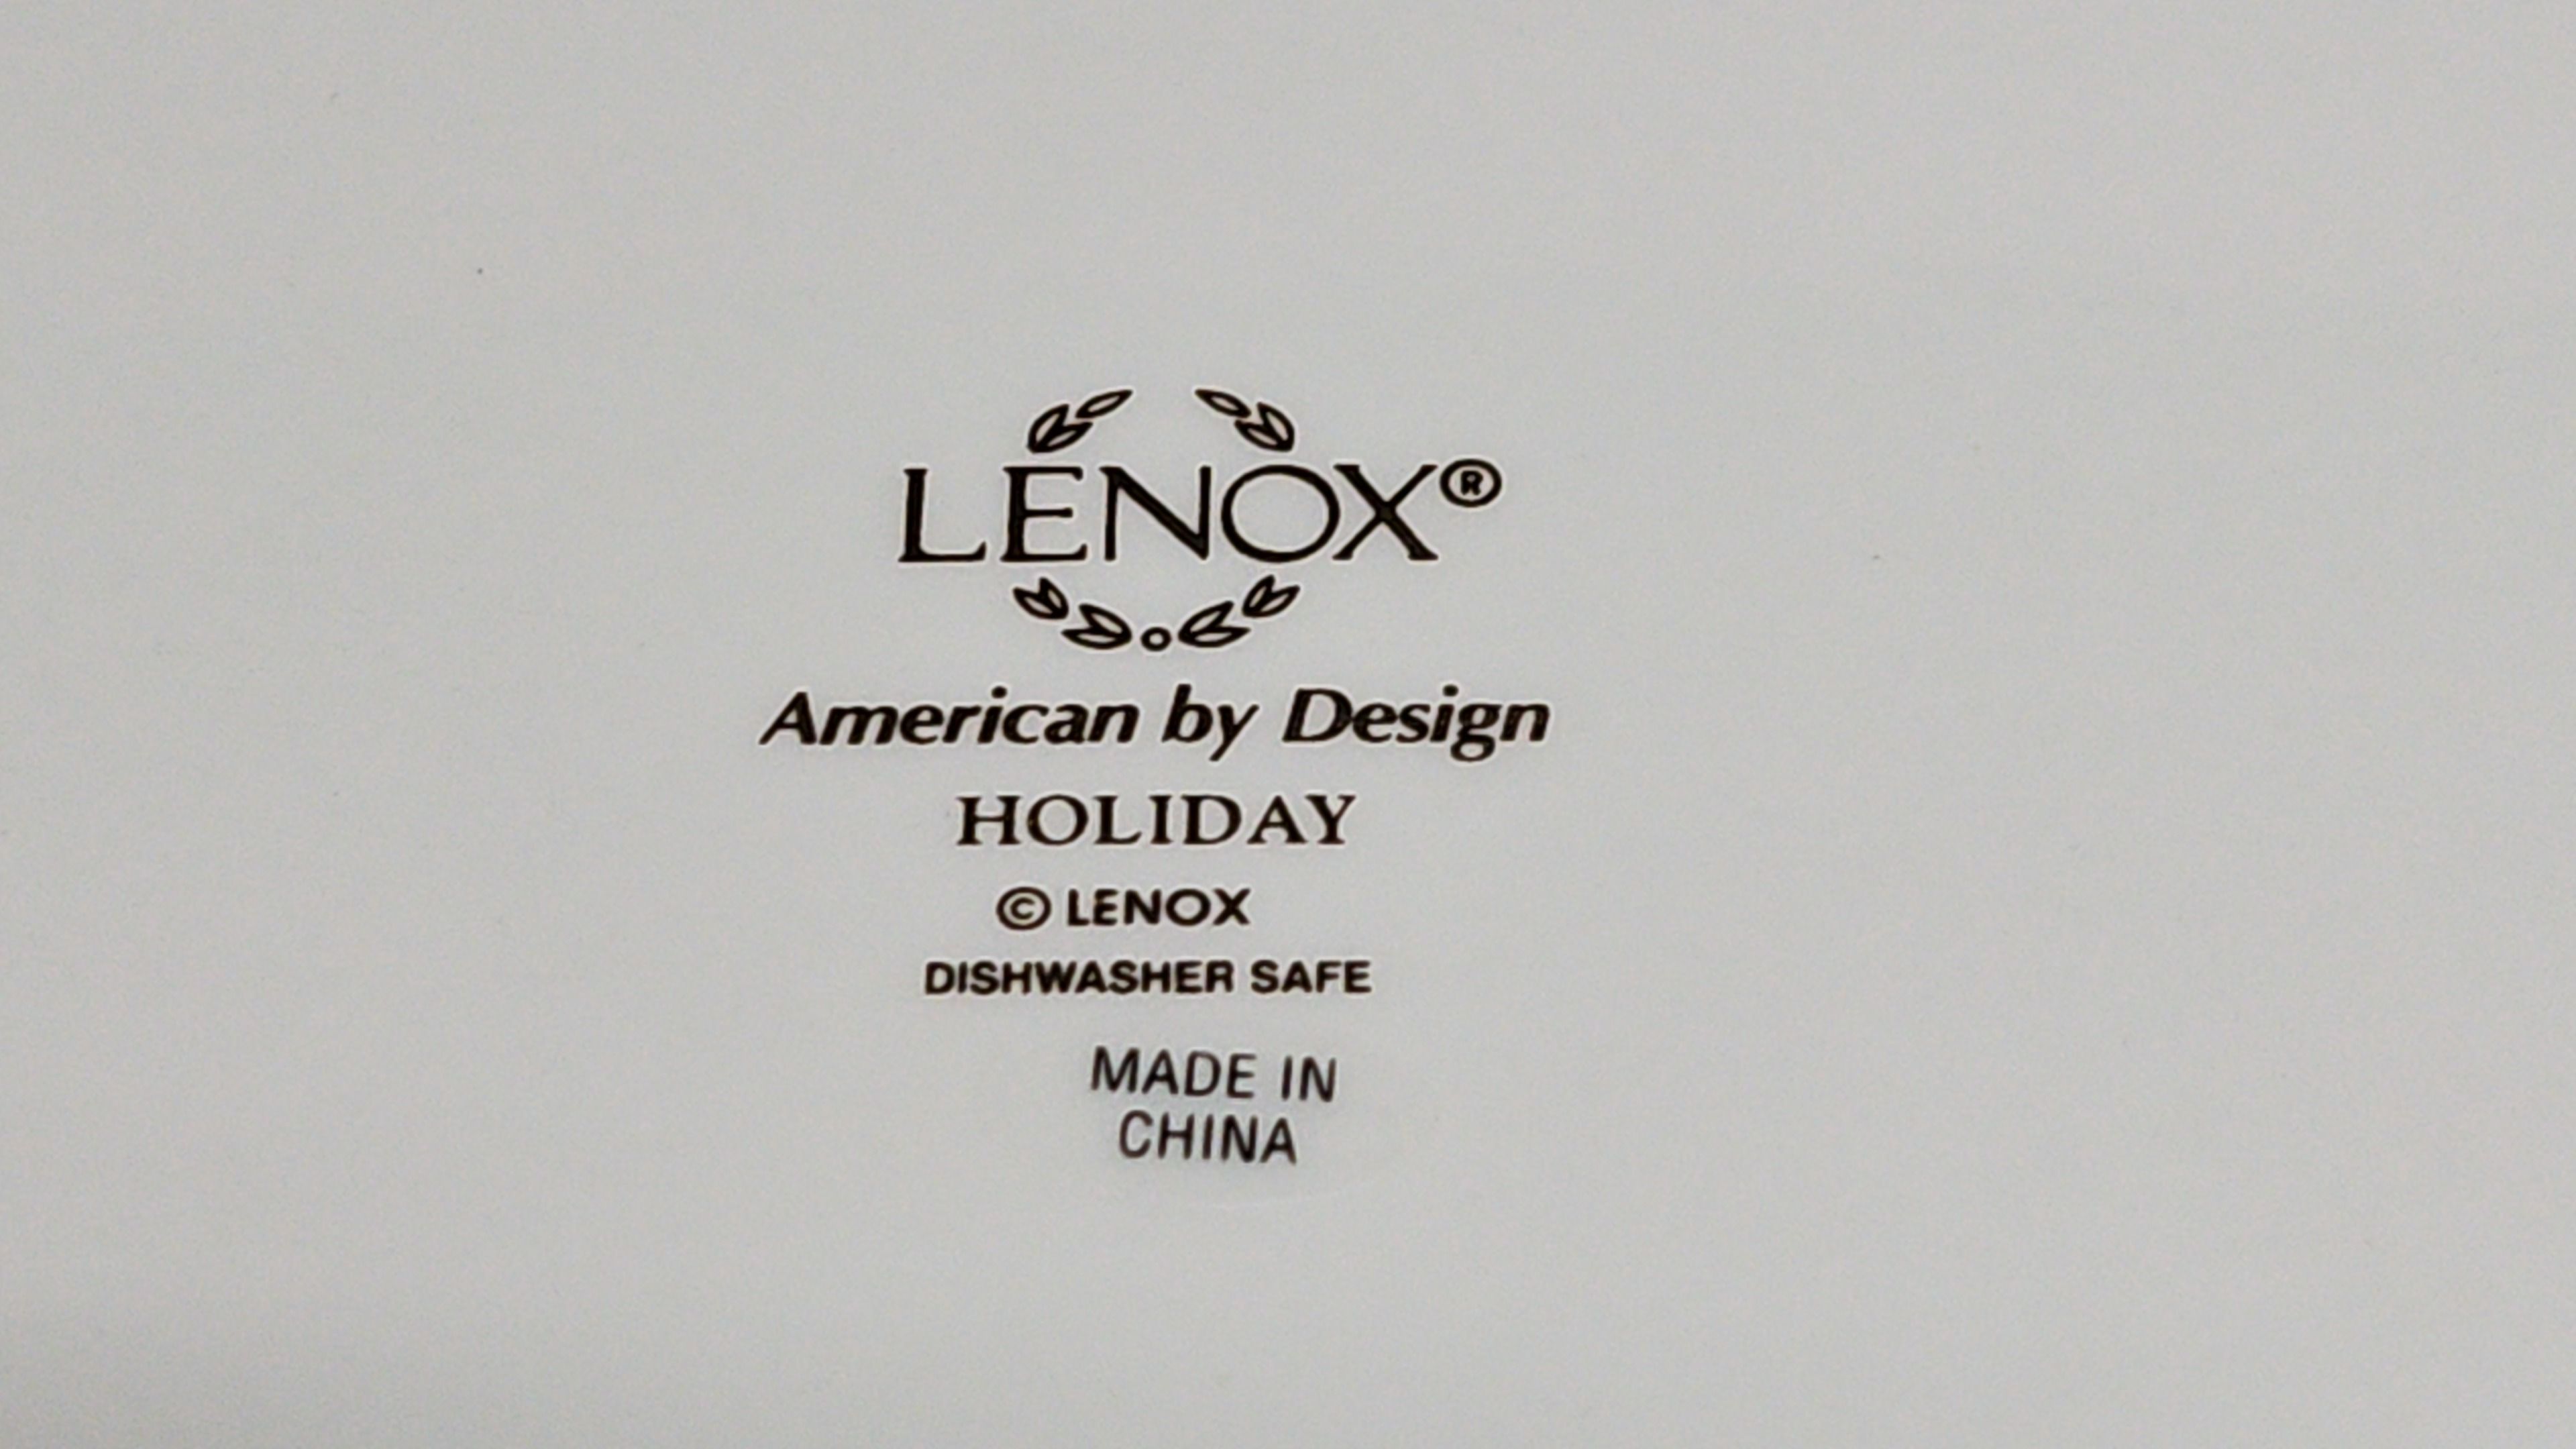 LENOX®
American by Design
HOLIDAY
© LENOX
DISHWASHER SAFE
MADE IN
CHINA